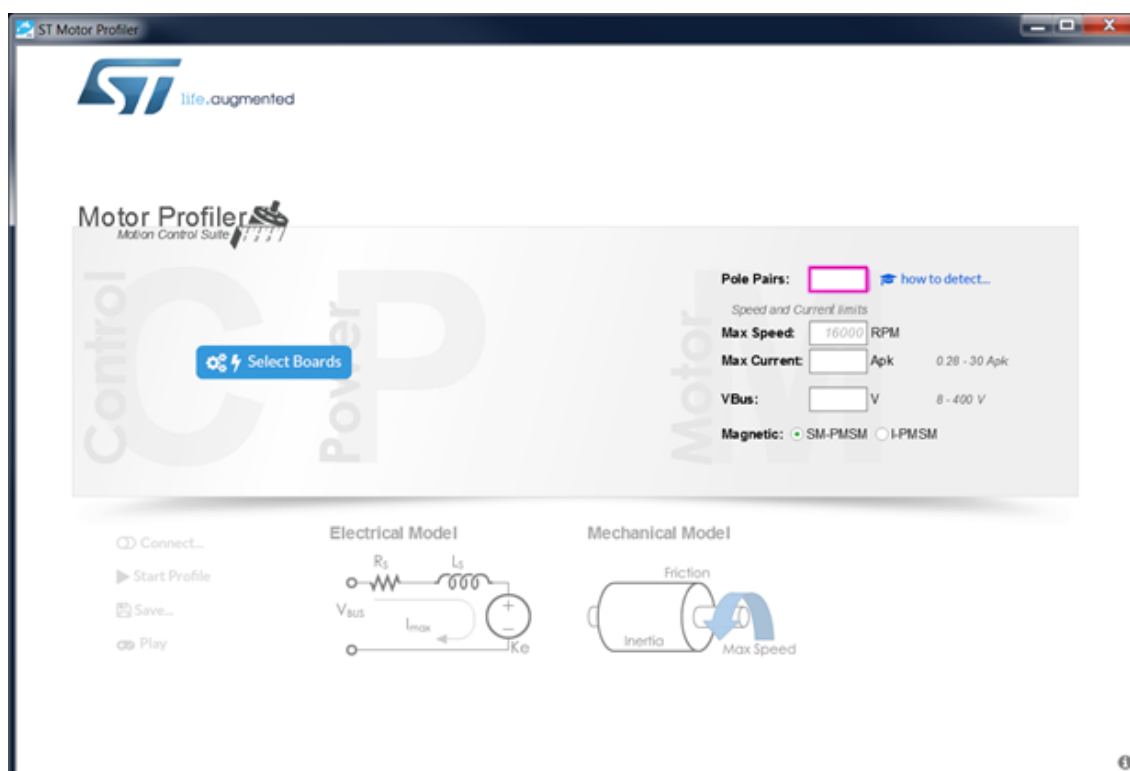 ST Motor Profiler
ST life.augmented
Motor Profiler
Motion Control Suite
Control
C
Power
P
Motor
M
Select Boards
Pole Pairs: how to detect...
Speed and Current limits
Max Speed: 16000 RPM
Max Current: Apk 0.28 - 30 Apk
VBus: V 8 - 400 V
Magnetic: SM-PMSM I-PMSM
Connect...
Start Profile
Save...
Play
Electrical Model
Rs Ls
VBUS
Imax
Ke
Mechanical Model
Friction
Inertia
Max Speed